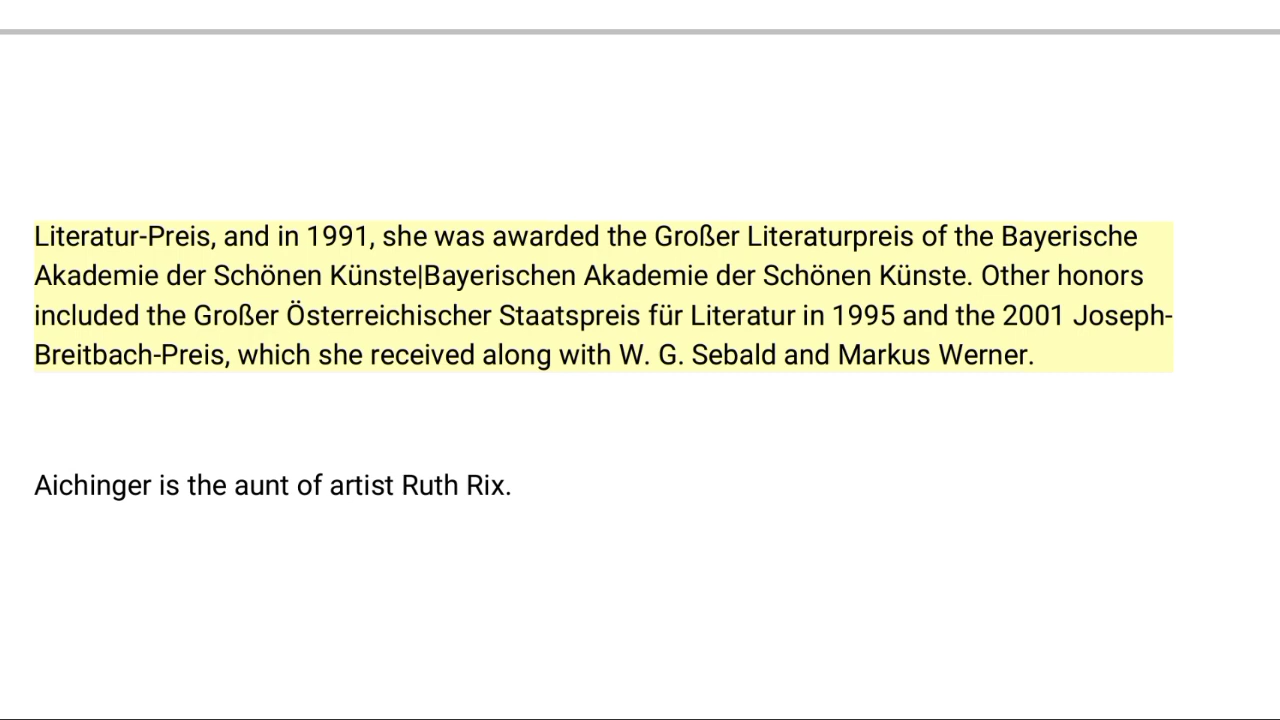 Literatur-Preis, and in 1991, she was awarded the Großer Literaturpreis of the Bayerische
Akademie der Schönen Künste|Bayerischen Akademie der Schönen Künste. Other honors
included the Großer Österreichischer Staatspreis für Literatur in 1995 and the 2001 Joseph-
Breitbach-Preis, which she received along with W. G. Sebald and Markus Werner.
Aichinger is the aunt of artist Ruth Rix.